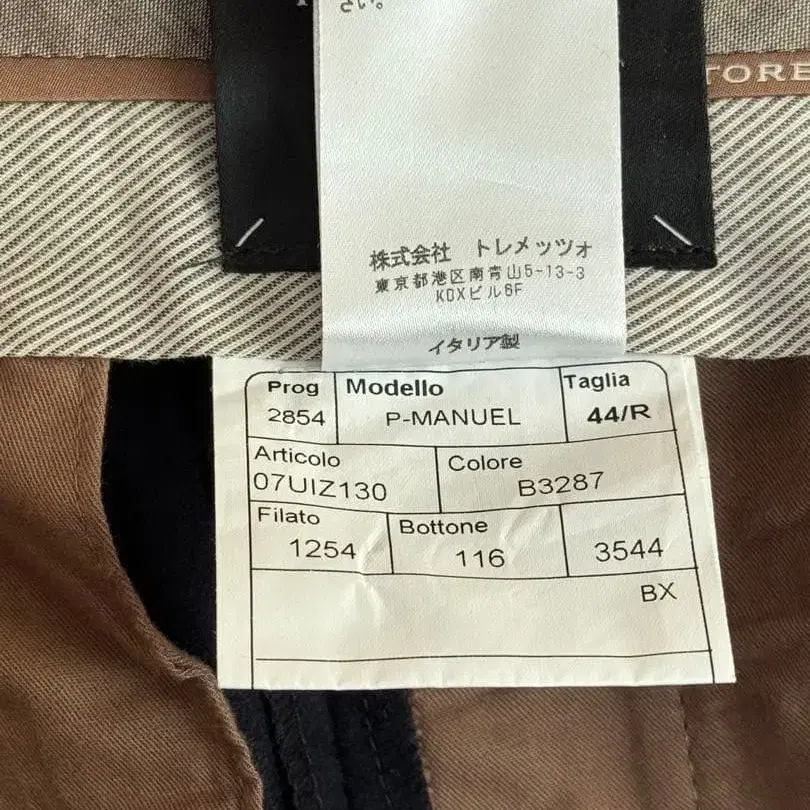 さい。
TORE
株式会社 トレメッツォ
東京都港区南青山5-13-3
KDXビル6F
イタリア製
Prog Modello Taglia
2854 P-MANUEL 44/R
Articolo Colore
07UIZ130 B3287
Filato Bottone
1254 116 3544
BX